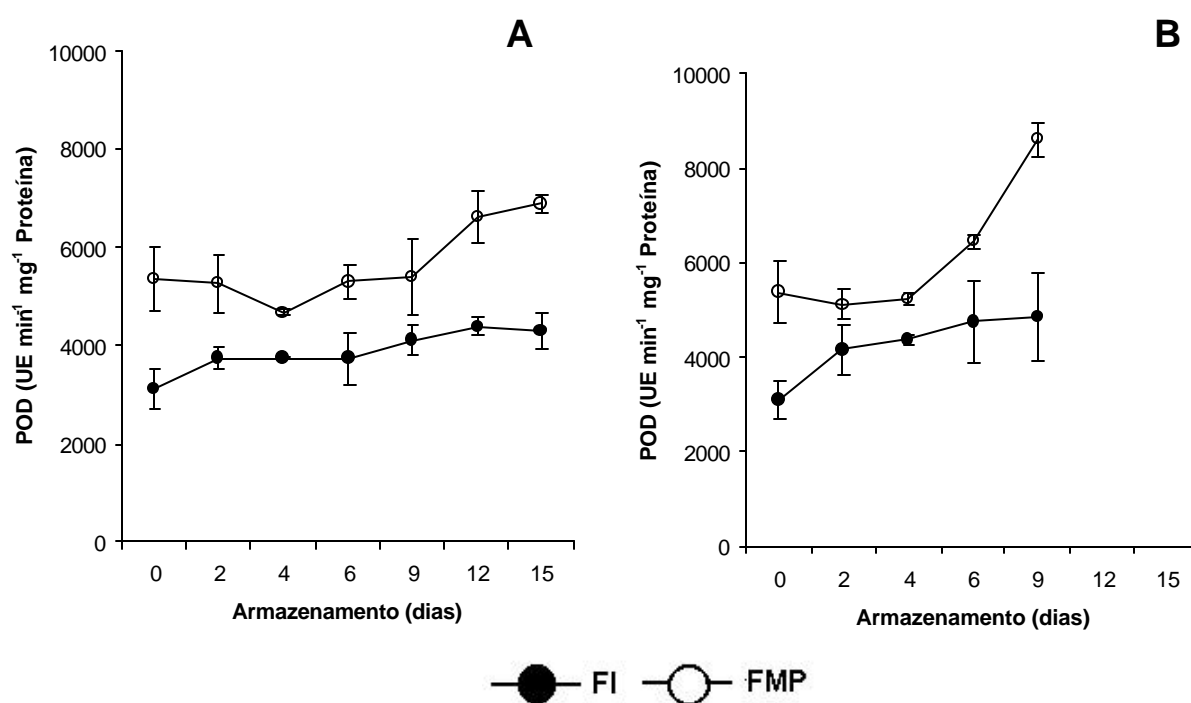 A
10000
8000
6000
4000
2000
0
POD (UE min-1 mg-1 Proteína)
0 2 4 6 9 12 15
Armazenamento (dias)
B
10000
8000
6000
4000
2000
0
POD (UE min-1 mg-1 Proteína)
0 2 4 6 9 12 15
Armazenamento (dias)
FI FMP